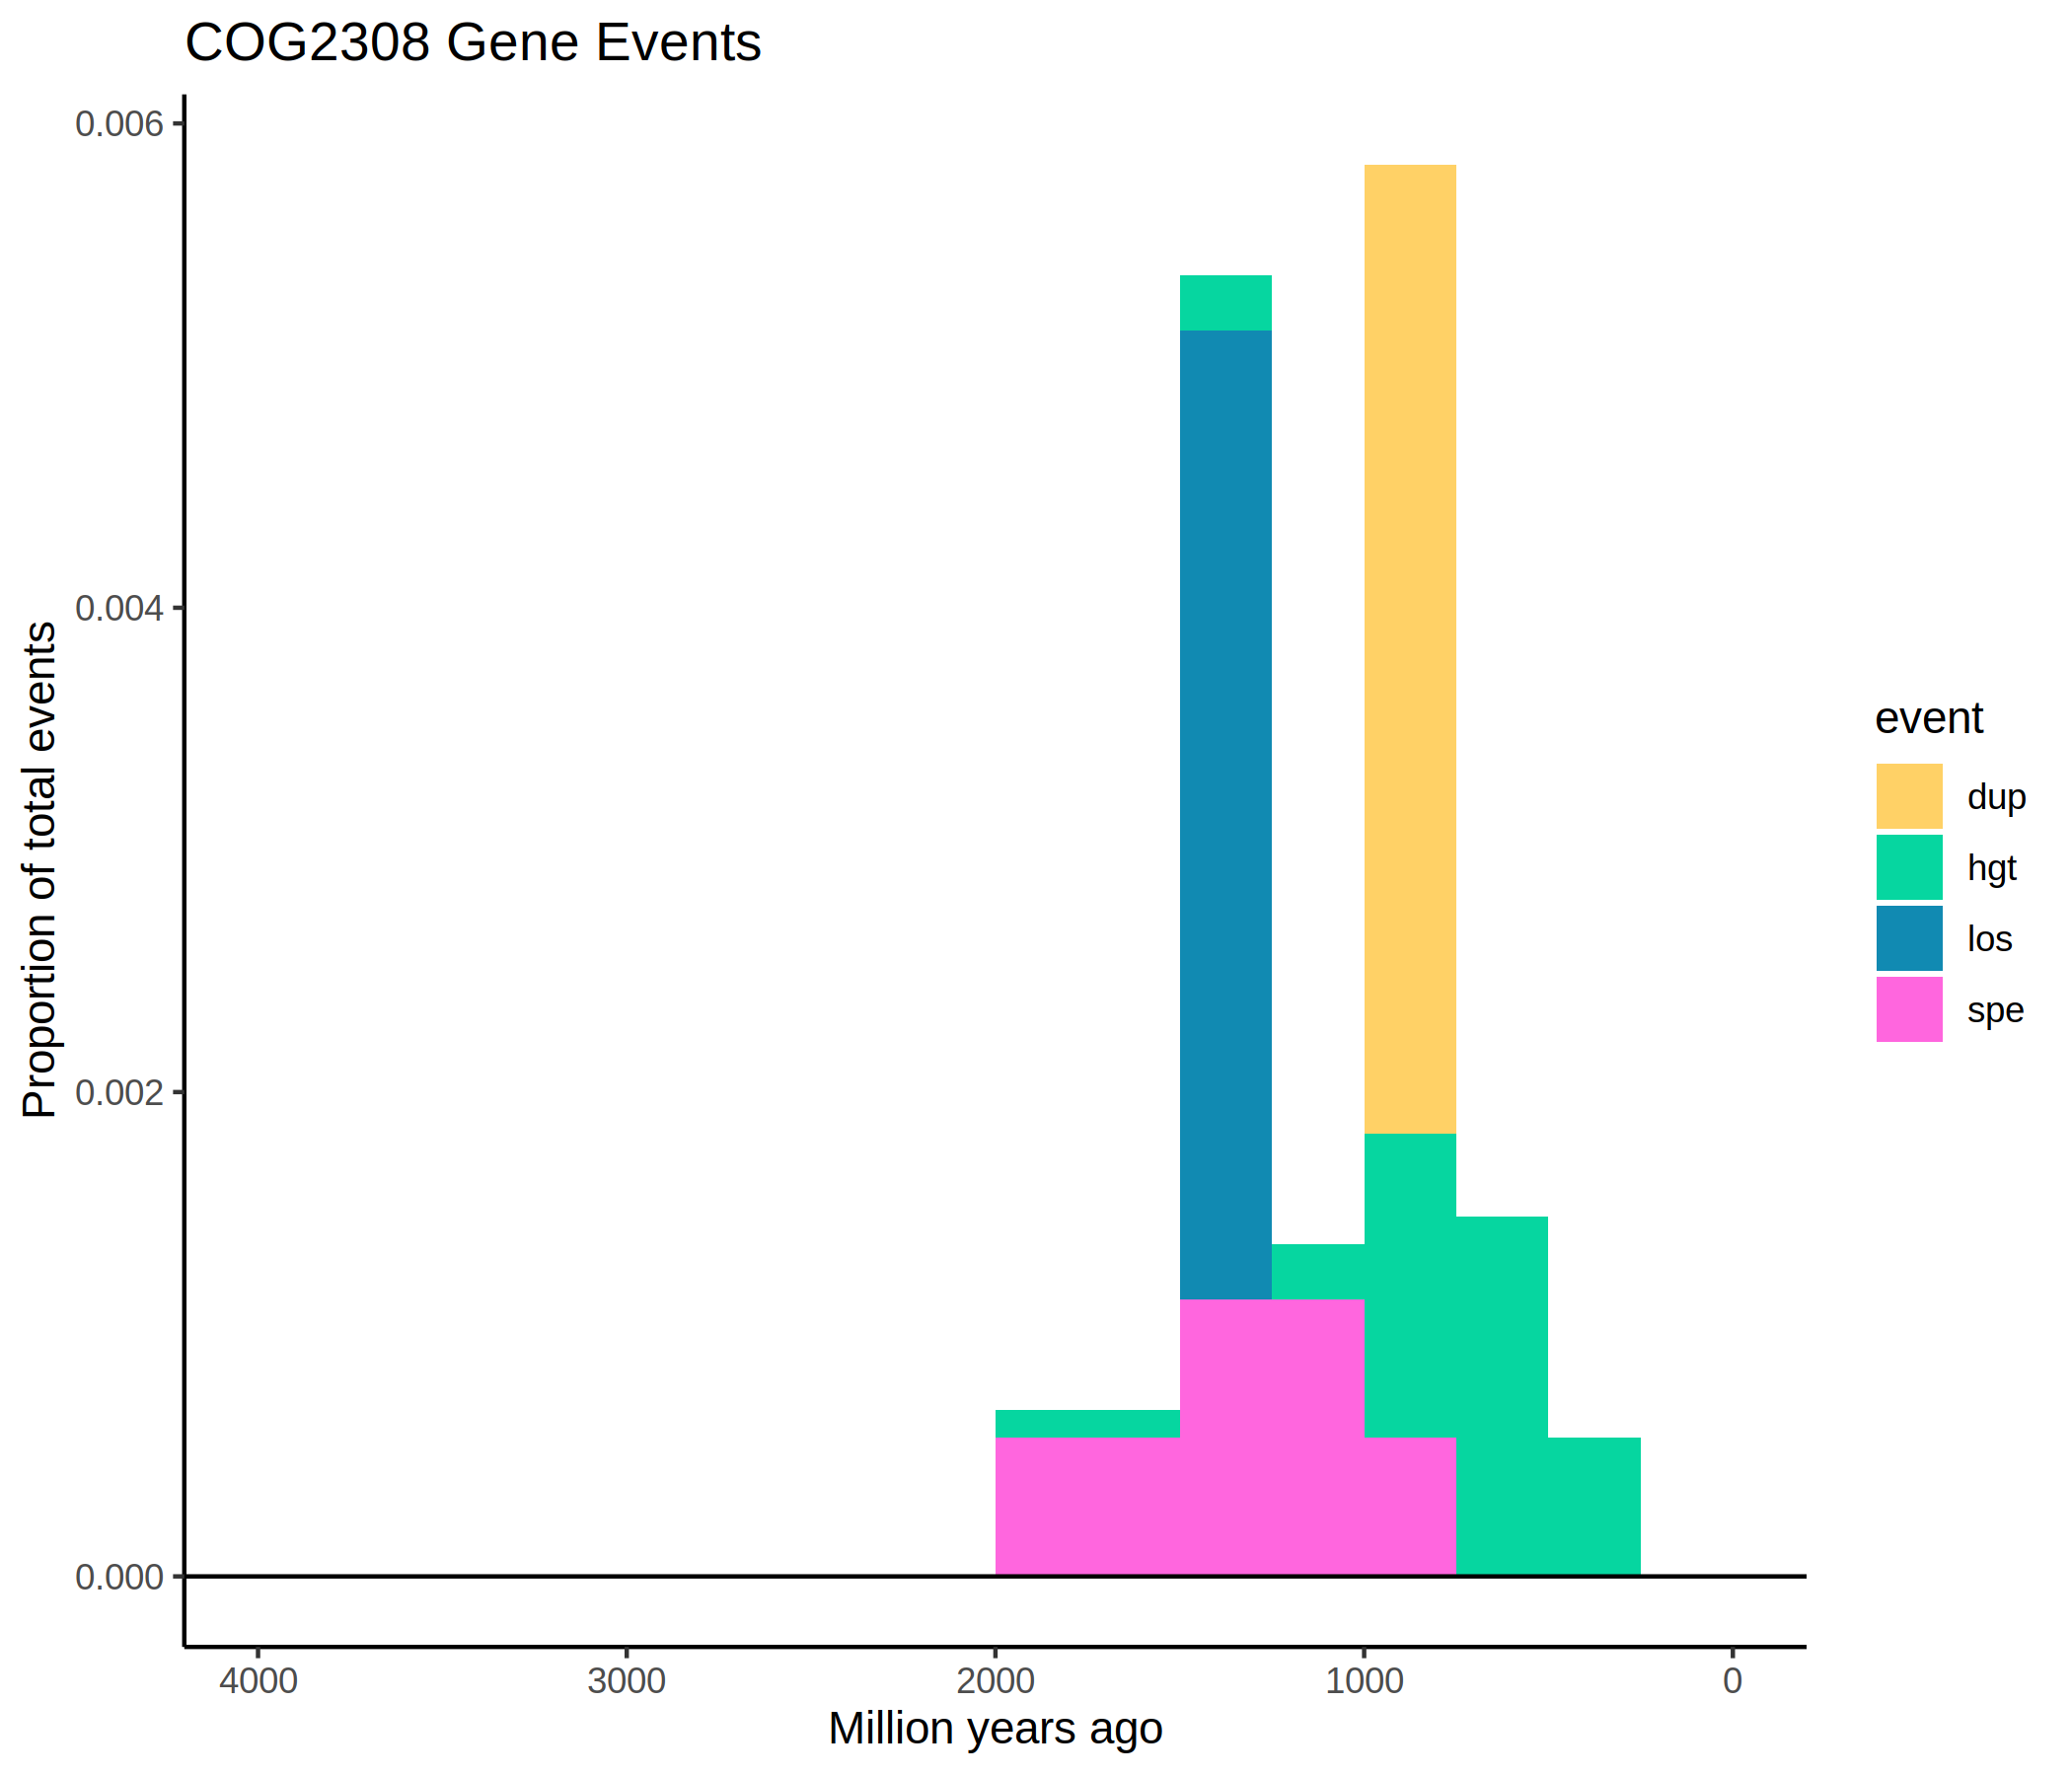 COG2308 Gene Events
Proportion of total events
0.006
0.004
0.002
0.000
4000 3000 2000 1000 0
Million years ago
event
dup
hgt
los
spe